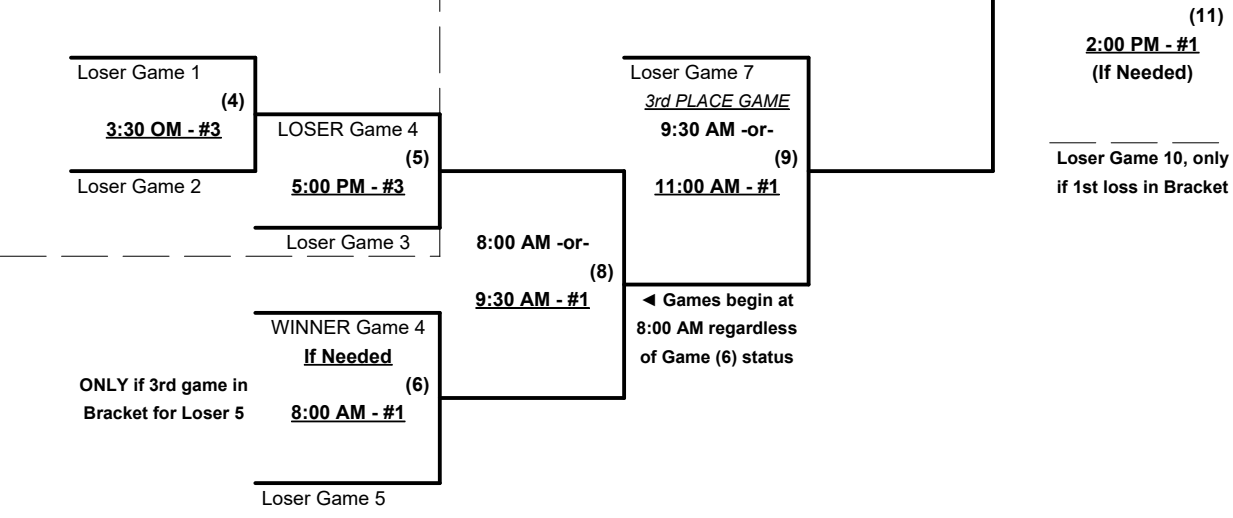 (11)
2:00 PM - #1
(If Needed)
Loser Game 10, only
if 1st loss in Bracket
Loser Game 1
(4)
3:30 OM - #3
Loser Game 2
LOSER Game 4
(5)
5:00 PM - #3
Loser Game 3
Loser Game 7
3rd PLACE GAME
9:30 AM -or-
(9)
11:00 AM - #1
8:00 AM -or-
(8)
9:30 AM - #1
◄ Games begin at
8:00 AM regardless
of Game (6) status
WINNER Game 4
If Needed
(6)
8:00 AM - #1
ONLY if 3rd game in
Bracket for Loser 5
Loser Game 5